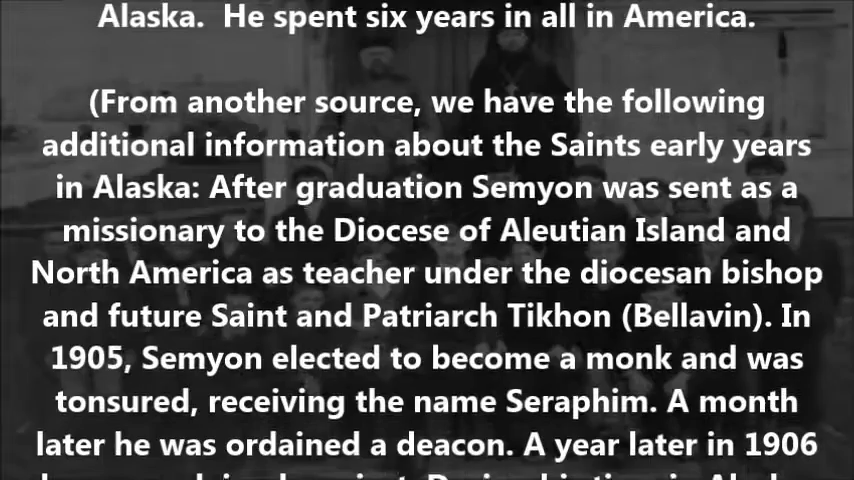 Alaska. He spent six years in all in America.
(From another source, we have the following
additional information about the Saints early years
in Alaska: After graduation Semyon was sent as a
missionary to the Diocese of Aleutian Island and
North America as teacher under the diocesan bishop
and future Saint and Patriarch Tikhon (Bellavin). In
1905, Semyon elected to become a monk and was
tonsured, receiving the name Seraphim. A month
later he was ordained a deacon. A year later in 1906